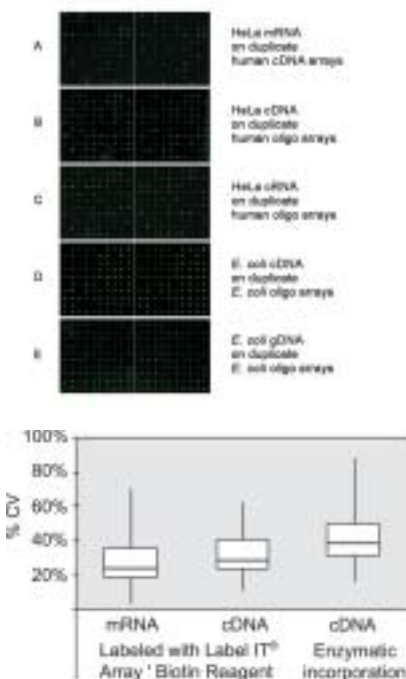 A
HeLa mRNA
on duplicate
human cDNA arrays
B
HeLa cDNA
on duplicate
human oligo arrays
C
HeLa cRNA
on duplicate
human oligo arrays
D
E. coli cDNA
on duplicate
E. coli oligo arrays
E
E. coli gDNA
on duplicate
E. coli oligo arrays
100%
80%
60%
40%
20%
% CV
mRNA
cDNA
cDNA
Labeled with Label IT®
Array ' Biotin Reagent
Enzymatic
incorporation